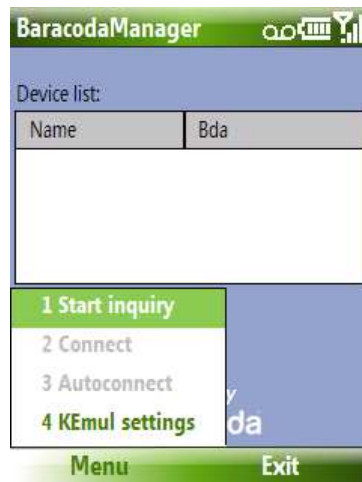 BaracodaManager
Device list:
Name Bda
1 Start inquiry
2 Connect
3 Autoconnect
4 KEmul settings
y
da
Menu Exit